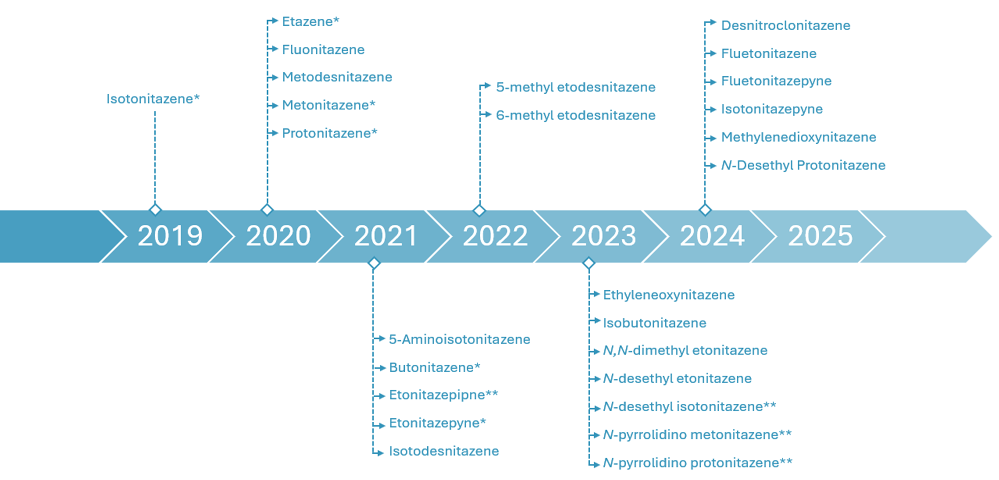 Isotonitazene*
Etazene*
Fluonitazene
Metodesnitazene
Metonitazene*
Protonitazene*
5-methyl etodesnitazene
6-methyl etodesnitazene
Desnitroclonitazene
Fluetonitazene
Fluetonitazepyne
Isotonitazepyne
Methylenedioxynitazene
N-Desethyl Protonitazene
2019
2020
2021
2022
2023
2024
2025
5-Aminoisotonitazene
Butonitazene*
Etonitazepipne**
Etonitazepyne*
Isotodesnitazene
Ethyleneoxynitazene
Isobutonitazene
N,N-dimethyl etonitazene
N-desethyl etonitazene
N-desethyl isotonitazene**
N-pyrrolidino metonitazene**
N-pyrrolidino protonitazene**